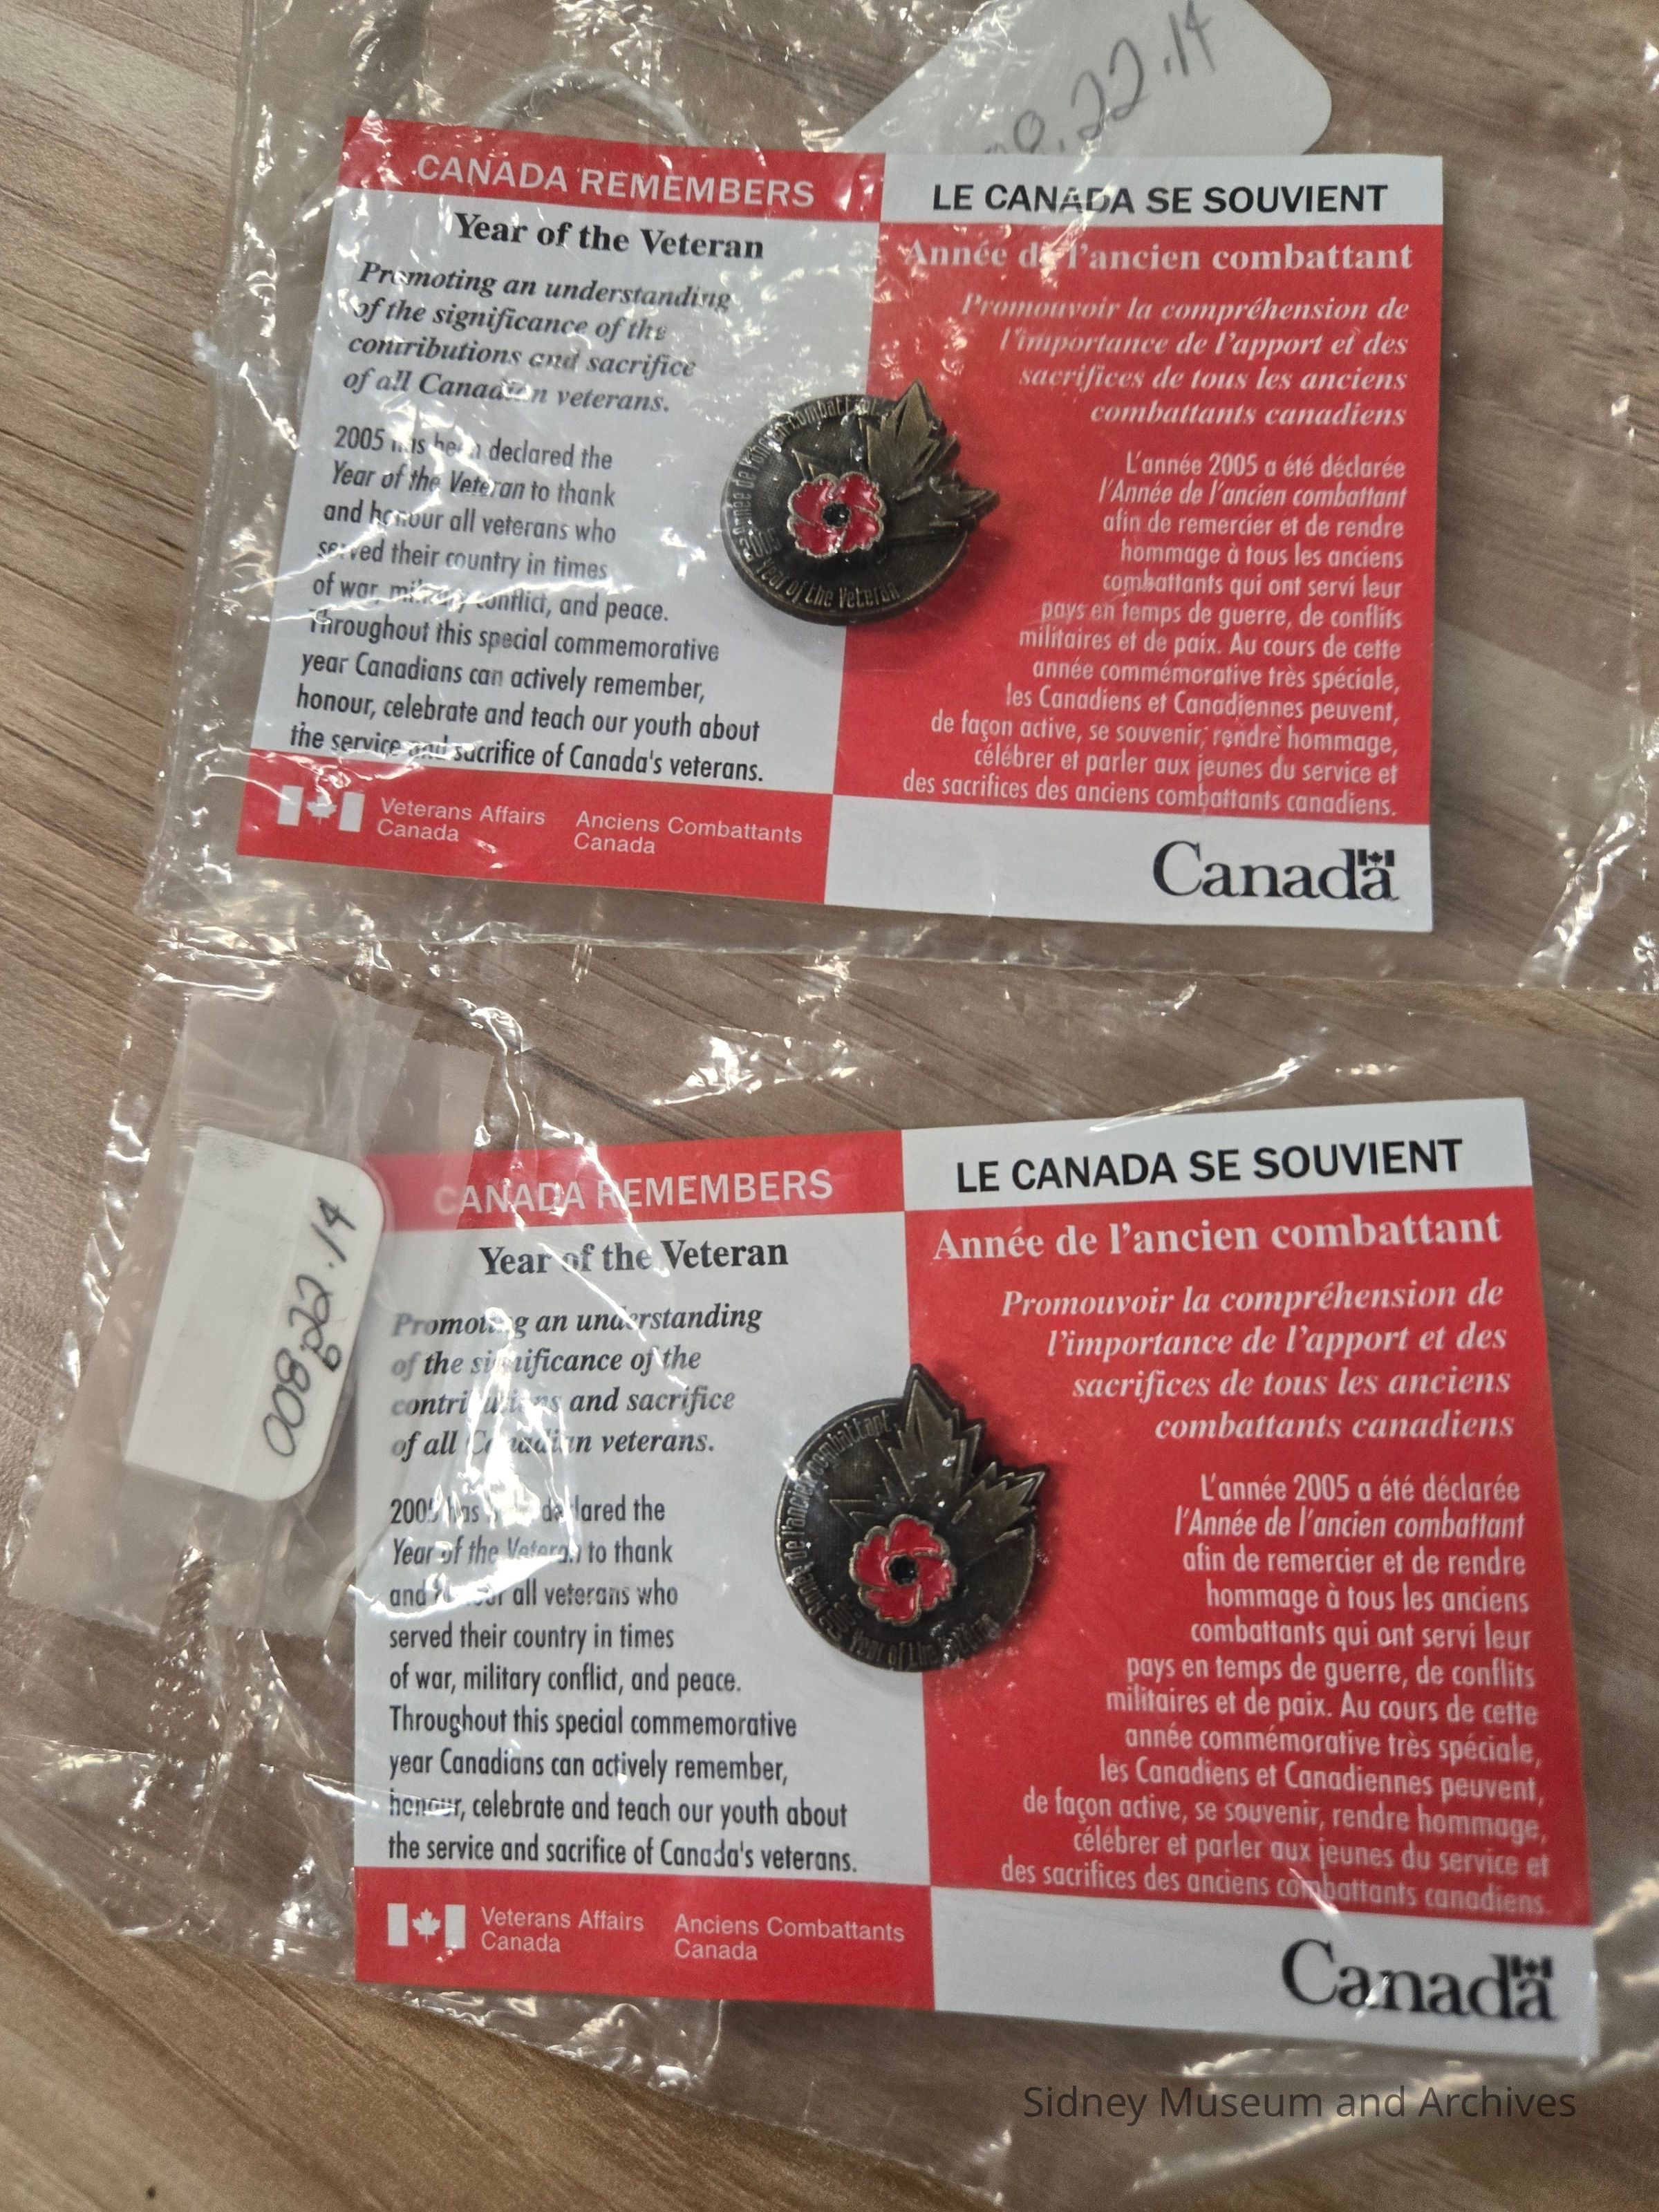 22.14
CANADA REMEMBERS
Year of the Veteran
Promoting an understanding
of the significance of the
contributions and sacrifice
of all Canadian veterans.
2005 has been declared the
Year of the Veteran to thank
and honour all veterans who
served their country in times
of war, military conflict, and peace.
Throughout this special commemorative
year Canadians can actively remember,
honour, celebrate and teach our youth about
the service and sacrifice of Canada's veterans.
Veterans Affairs
Canada
Anciens Combattants
Canada
LE CANADA SE SOUVIENT
Année de l'ancien combattant
Promouvoir la compréhension de
l'importance de l'apport et des
sacrifices de tous les anciens
combattants canadiens
L'année 2005 a été déclarée
l'Année de l'ancien combattant
afin de remercier et de rendre
hommage à tous les anciens
combattants qui ont servi leur
pays en temps de guerre, de conflits
militaires et de paix. Au cours de cette
année commémorative très spéciale,
les Canadiens et Canadiennes peuvent,
de façon active, se souvenir, rendre hommage,
célébrer et parler aux jeunes du service et
des sacrifices des anciens combattants canadiens.
Canada
Année de l'ancien combattant
2005 Year of the Veteran
008.22.14
b
CANADA REMEMBERS
Year of the Veteran
Promoting an understanding
of the significance of the
contributions and sacrifice
of all Canadian veterans.
2005 has been declared the
Year of the Veteran to thank
and honour all veterans who
served their country in times
of war, military conflict, and peace.
Throughout this special commemorative
year Canadians can actively remember,
honour, celebrate and teach our youth about
the service and sacrifice of Canada's veterans.
Veterans Affairs
Canada
Anciens Combattants
Canada
LE CANADA SE SOUVIENT
Année de l'ancien combattant
Promouvoir la compréhension de
l'importance de l'apport et des
sacrifices de tous les anciens
combattants canadiens
L'année 2005 a été déclarée
l'Année de l'ancien combattant
afin de remercier et de rendre
hommage à tous les anciens
combattants qui ont servi leur
pays en temps de guerre, de conflits
militaires et de paix. Au cours de cette
année commémorative très spéciale,
les Canadiens et Canadiennes peuvent,
de façon active, se souvenir, rendre hommage,
célébrer et parler aux jeunes du service et
des sacrifices des anciens combattants canadiens.
Canada
Année de l'ancien combattant
2005 Year of the Veteran
Sidney Museum and Archives